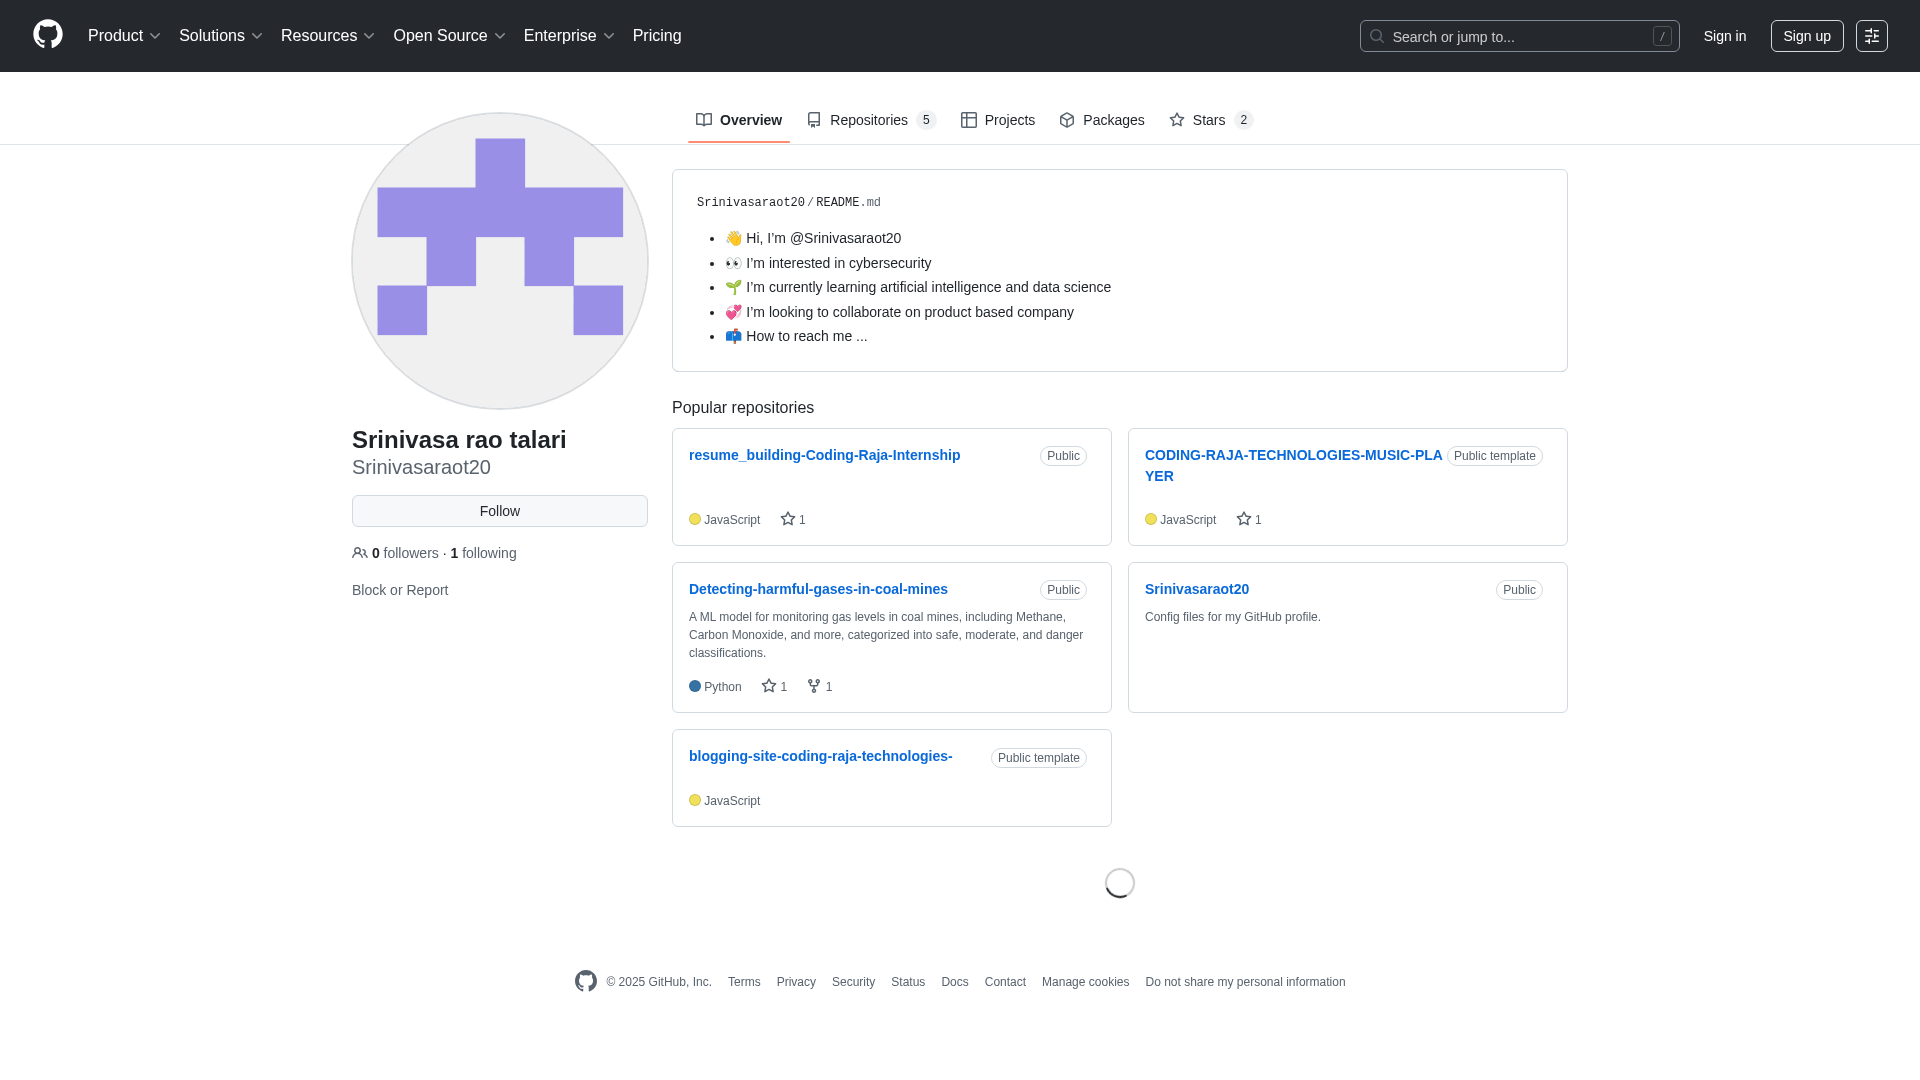 Product
Solutions
Resources
Open Source
Enterprise
Pricing
Search or jump to...
/
Sign in
Sign up
Overview
Repositories 5
Projects
Packages
Stars 2
Srinivasa rao talari
Srinivasaraot20
Follow
0 followers · 1 following
Block or Report
Srinivasaraot20/README.md
👋 Hi, I’m @Srinivasaraot20
👀 I’m interested in cybersecurity
🌱 I’m currently learning artificial intelligence and data science
💞️ I’m looking to collaborate on product based company
📫 How to reach me ...
Popular repositories
resume_building-Coding-Raja-Internship
Public
JavaScript
1
CODING-RAJA-TECHNOLOGIES-MUSIC-PLA
YER
Public template
JavaScript
1
Detecting-harmful-gases-in-coal-mines
Public
A ML model for monitoring gas levels in coal mines, including Methane,
Carbon Monoxide, and more, categorized into safe, moderate, and danger
classifications.
Python
1
1
Srinivasaraot20
Public
Config files for my GitHub profile.
blogging-site-coding-raja-technologies-
Public template
JavaScript
© 2025 GitHub, Inc.
Terms
Privacy
Security
Status
Docs
Contact
Manage cookies
Do not share my personal information